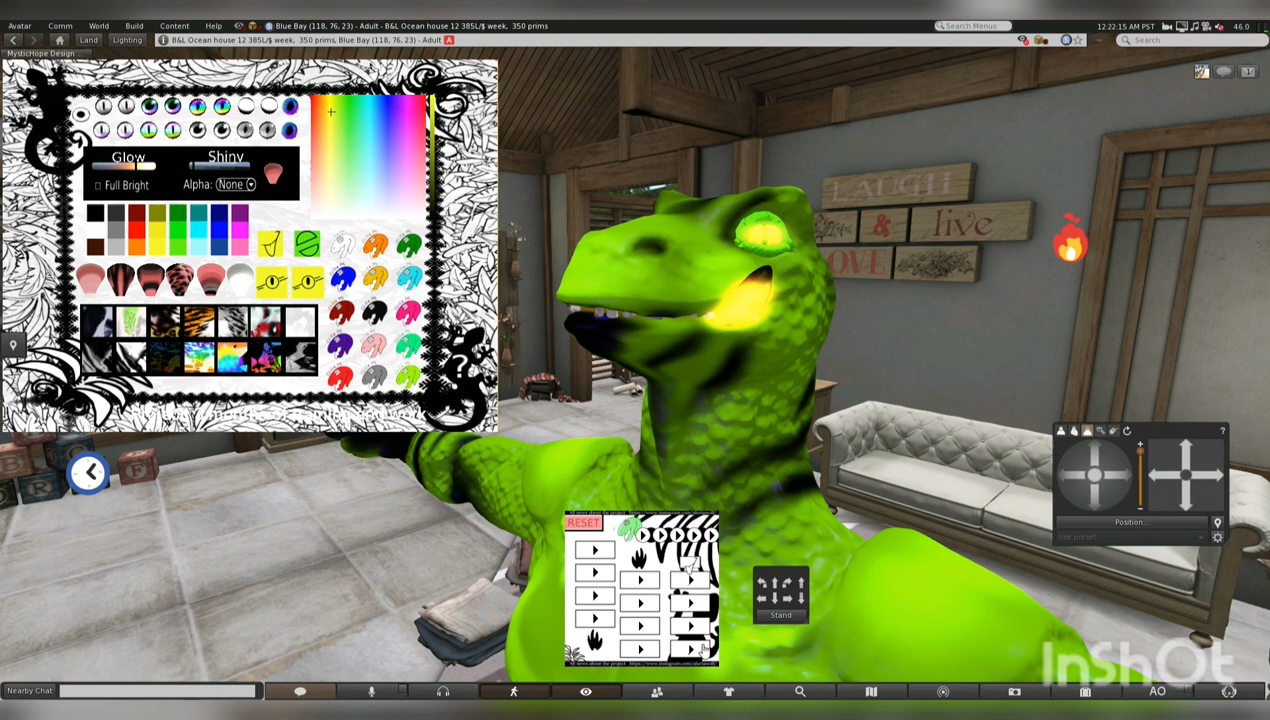 Avatar Comm World Build Content Help Blue Bay (118, 76, 23) - Adult - B&L Ocean house 12 385L/$ week, 350 prims
Search Menus
12:22:15 AM PST
46.0
Land Lighting
B&L Ocean house 12 385L/$ week, 350 prims, Blue Bay (118, 76, 23) - Adult A
Search
MysticHope Design ...
Glow
Shiny
Full Bright
Alpha: None
LAUGH
& live
LOVE
Position...
Use preset
?
RESET
Stand
Nearby Chat
AO
InShOt